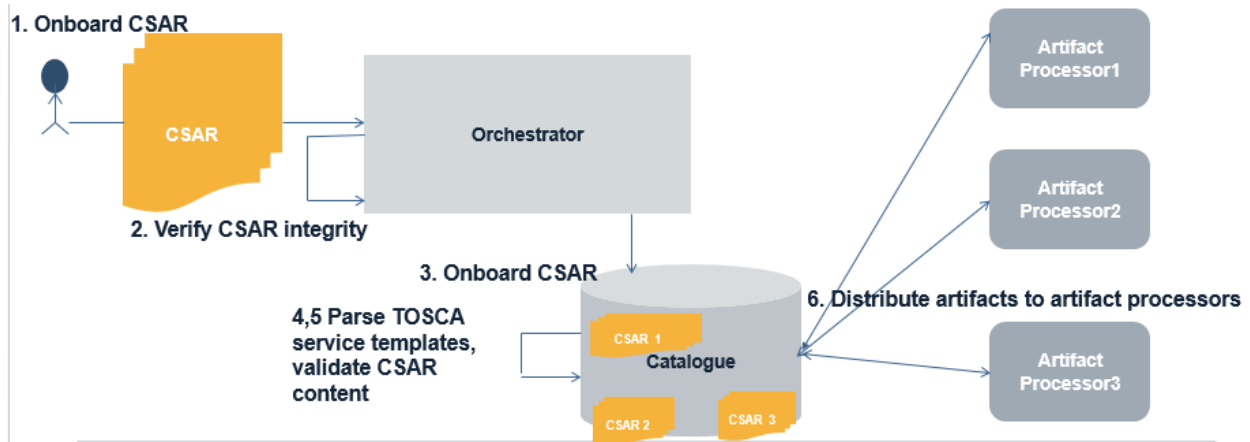 1. Onboard CSAR
CSAR
Orchestrator
2. Verify CSAR integrity
3. Onboard CSAR
4,5 Parse TOSCA
service templates,
validate CSAR
content
CSAR 1
Catalogue
CSAR 2
CSAR 3
Artifact
Processor1
Artifact
Processor2
6. Distribute artifacts to artifact processors
Artifact
Processor3